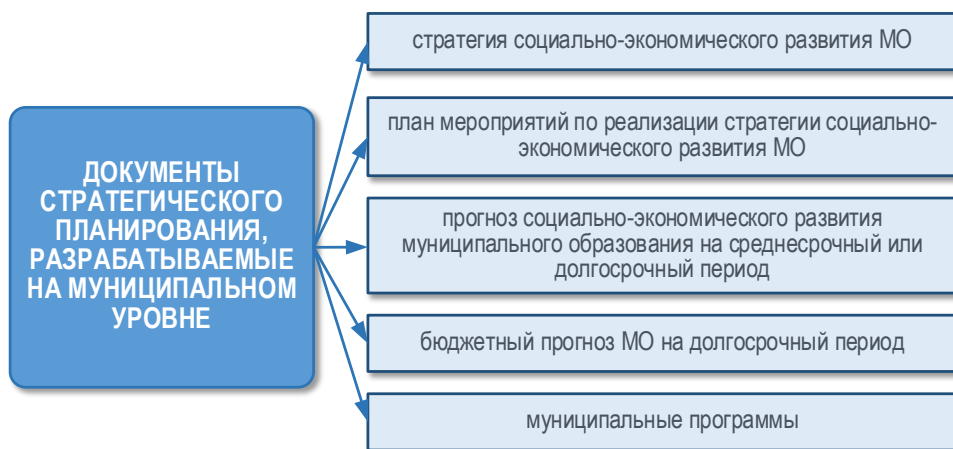 ДОКУМЕНТЫ
СТРАТЕГИЧЕСКОГО
ПЛАНИРОВАНИЯ,
РАЗРАБАТЫВАЕМЫЕ
НА МУНИЦИПАЛЬНОМ
УРОВНЕ
стратегия социально-экономического развития МО
план мероприятий по реализации стратегии социально-
экономического развития МО
прогноз социально-экономического развития
муниципального образования на среднесрочный или
долгосрочный период
бюджетный прогноз МО на долгосрочный период
муниципальные программы